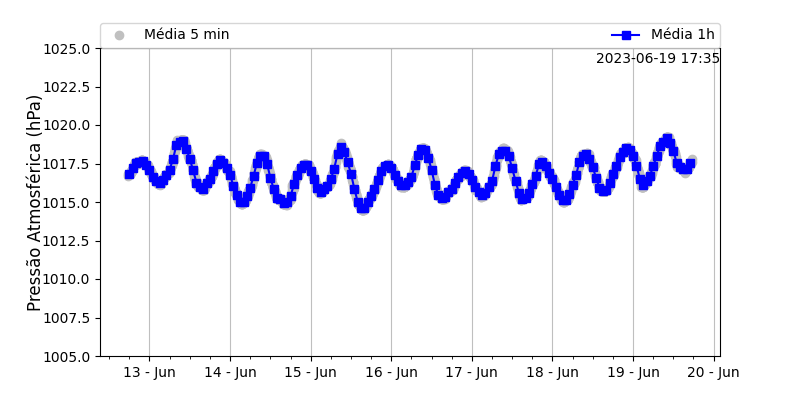 Média 5 min
Média 1h
2023-06-19 17:35
Pressão Atmosférica (hPa)
1025.0
1022.5
1020.0
1017.5
1015.0
1012.5
1010.0
1007.5
1005.0
13 - Jun
14 - Jun
15 - Jun
16 - Jun
17 - Jun
18 - Jun
19 - Jun
20 - Jun